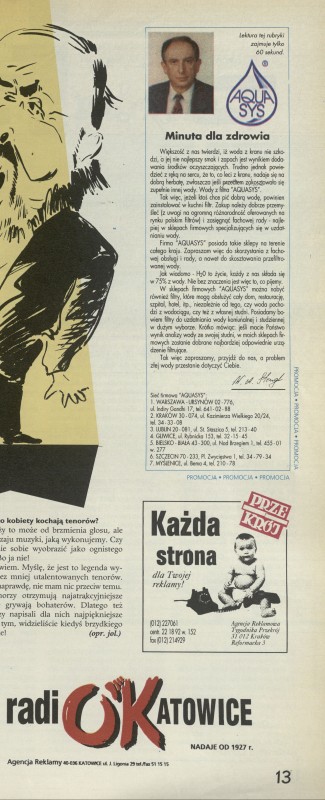 Lektura tej rubryki
zajmuje tylko
60 sekund.
®
AQUA
SYS
Minuta dla zdrowia
Większość z nas twierdzi, iż woda z kranu nie szko-
dzi, a jej nie najlepszy smak i zapach jest wynikiem doda-
wania środków oczyszczających. Trudno jednak powie-
dzieć z ręką na sercu, że to, co leci z kranu, nadaje się na
dobrą herbatę, zwłaszcza jeśli przedtem zakosztowało się
zupełnie innej wody. Wody z filtra "AQUASYS".
Tak więc, jeżeli ktoś chce pić dobrą wodę, powinien
zainstalować w kuchni filtr. Zakup należy dobrze przemy-
śleć (z uwagi na ogromną różnorodność oferowanych na
rynku polskim filtrów) i zasięgnąć fachowej rady - najle-
piej w sklepach firmowych specjalizujących się w uzdat-
nianiu wody.
Firma "AQUASYS" posiada takie sklepy na terenie
całego kraju. Zapraszam więc do skorzystania z facho-
wej obsługi i rady, a nawet do skosztowania przefiltro-
wanej wody.
Jak wiadomo - H₂0 to życie, każdy z nas składa się
w 75% z wody. Nie bez znaczenia jest więc to, co pijemy.
W sklepach firmowych "AQUASYS" można nabyć
również filtry, które mogą obsłużyć cały dom, restaurację,
szpital, hotel, itp., niezależnie od tego, czy woda pocho-
dzi z wodociągu, czy też z własnej studni. Posiadamy bo-
wiem filtry do uzdatniania wody komunalnej i studziennej
w dużym wyborze. Krótko mówiąc: jeśli macie Państwo
wynik analizy wody ze swojej studni, w moich sklepach fir-
mowych zostanie dobrane najbardziej odpowiednie urzą-
dzenie filtrujące.
Tak więc zapraszamy, przyjdź do nas, a problem
złej wody przestanie dotyczyć Ciebie.
Sieć firmowa "AQUASYS";
1. WARSZAWA - URSYNÓW 02 - 776,
ul. Indiry Gandhi 17, tel. 641 - 02 - 88
2. KRAKÓW 30 - 074, ul. Kazimierza Wielkiego 20/24,
tel. 34 - 33 - 08
3. LUBLIN 20 - 081, ul. St. Staszica 5, tel. 213 - 40
4. GLIWICE, ul. Rybnicka 153, tel. 32 - 15 - 45
5. BIELSKO - BIAŁA 43 - 300, ul. Nad Browarem 1, tel. 455 - 01
w. 277
6. SZCZECIN 70 - 233, Pl. Zwycięstwa 1, tel. 34 - 79 - 34
7. MYŚLENICE, ul. Berna 4, tel. 210 - 78
PROMOCJA • PROMOCJA • PROMOCJA
PROMOCJA • PROMOCJA • PROMOCJA
o kobiety kochają tenorów?
ży to może od brzmienia głosu, ale
zaju muzyki, jaką wykonujemy. Czy
ie sobie wyobrazić jako ognistego
Bo ja nie!
wiem. Myślę, że jest to legenda wy-
ez mniej utalentowanych tenorów.
naprawdę, nie mam nic przeciw temu.
norzy otrzymują najatrakcyjniejsze
grywają bohaterów. Dlatego też
zy napisali dla nich najpiękniejsze
tym, widzieliście kiedyś brzydkiego
e! (opr. jol.)
PRZE
KRÓJ
Każda
strona
dla Twojej
reklamy!
(012) 227061
centr. 22 18 92 w. 152
fax (012) 214929
Agencja Reklamowa
Tygodnika Przekrój
31 012 Kraków
Reformacka 3
radiO'KATOWICE
NADAJE OD 1927 r.
Agencja Reklamy 40-036 KATOWICE ul. J. Ligonia 29 tel./fax 51 15 15
13